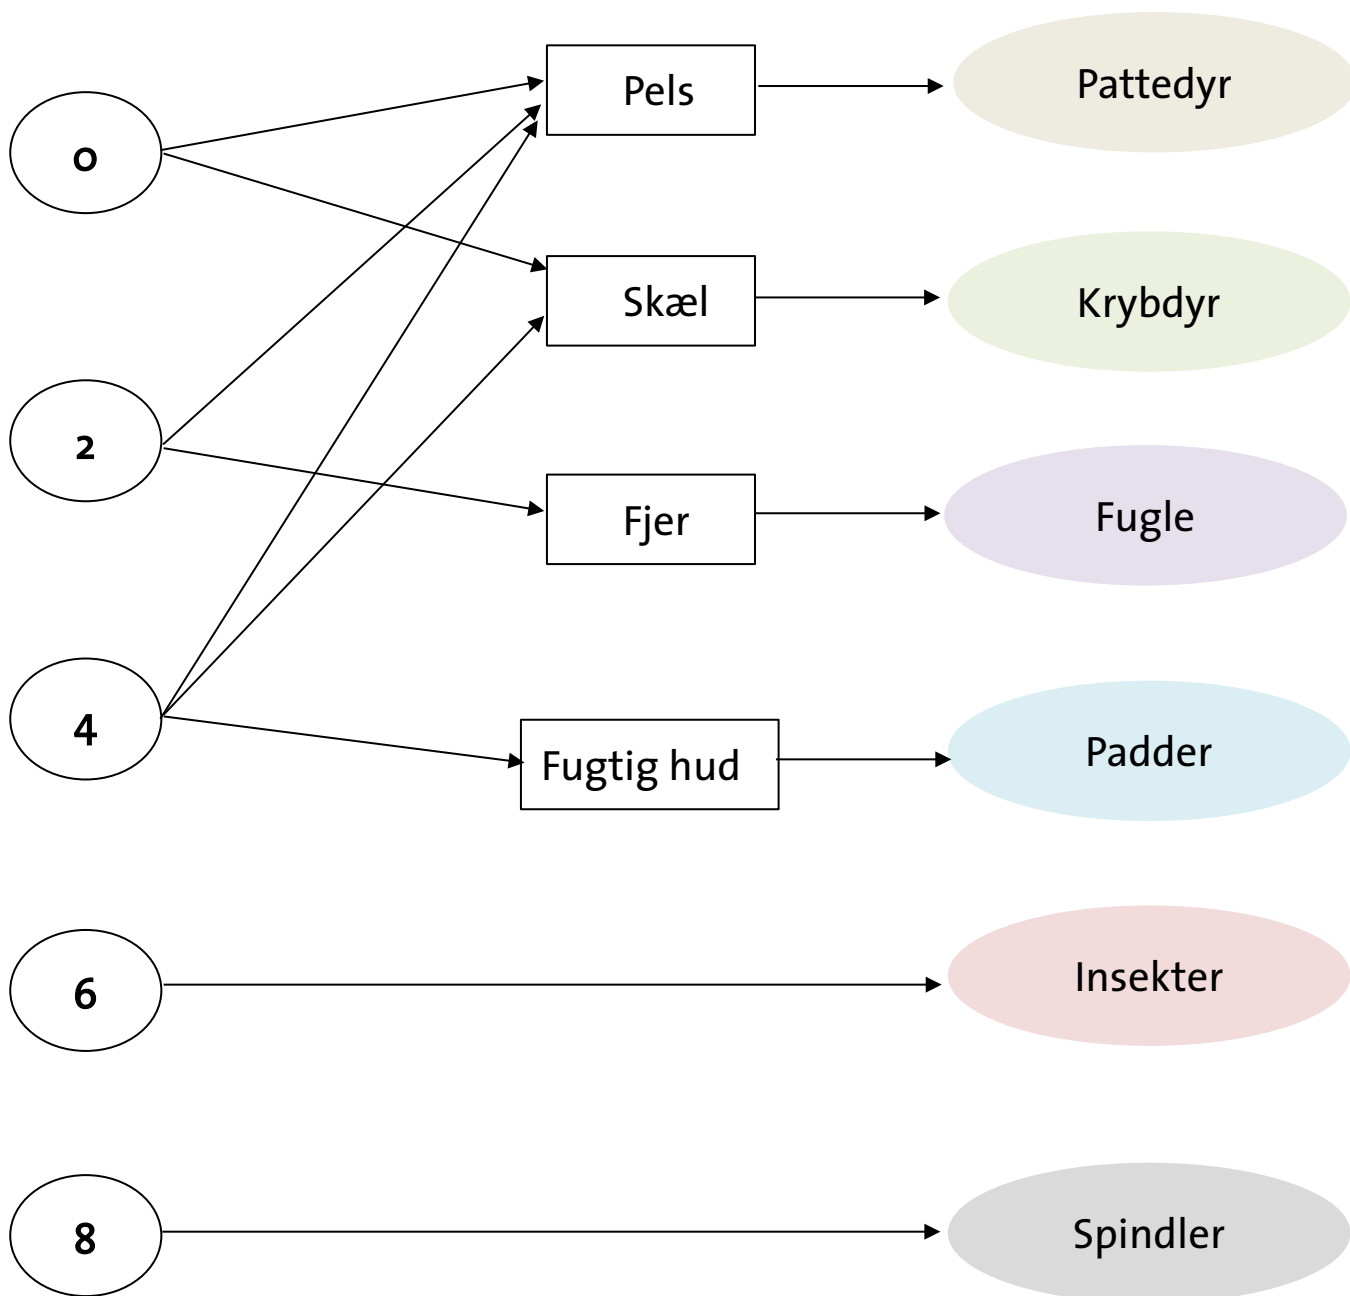 Pels
Pattedyr
0
Skæl
Krybdyr
2
Fjer
Fugle
4
Fugtig hud
Padder
6
Insekter
8
Spindler